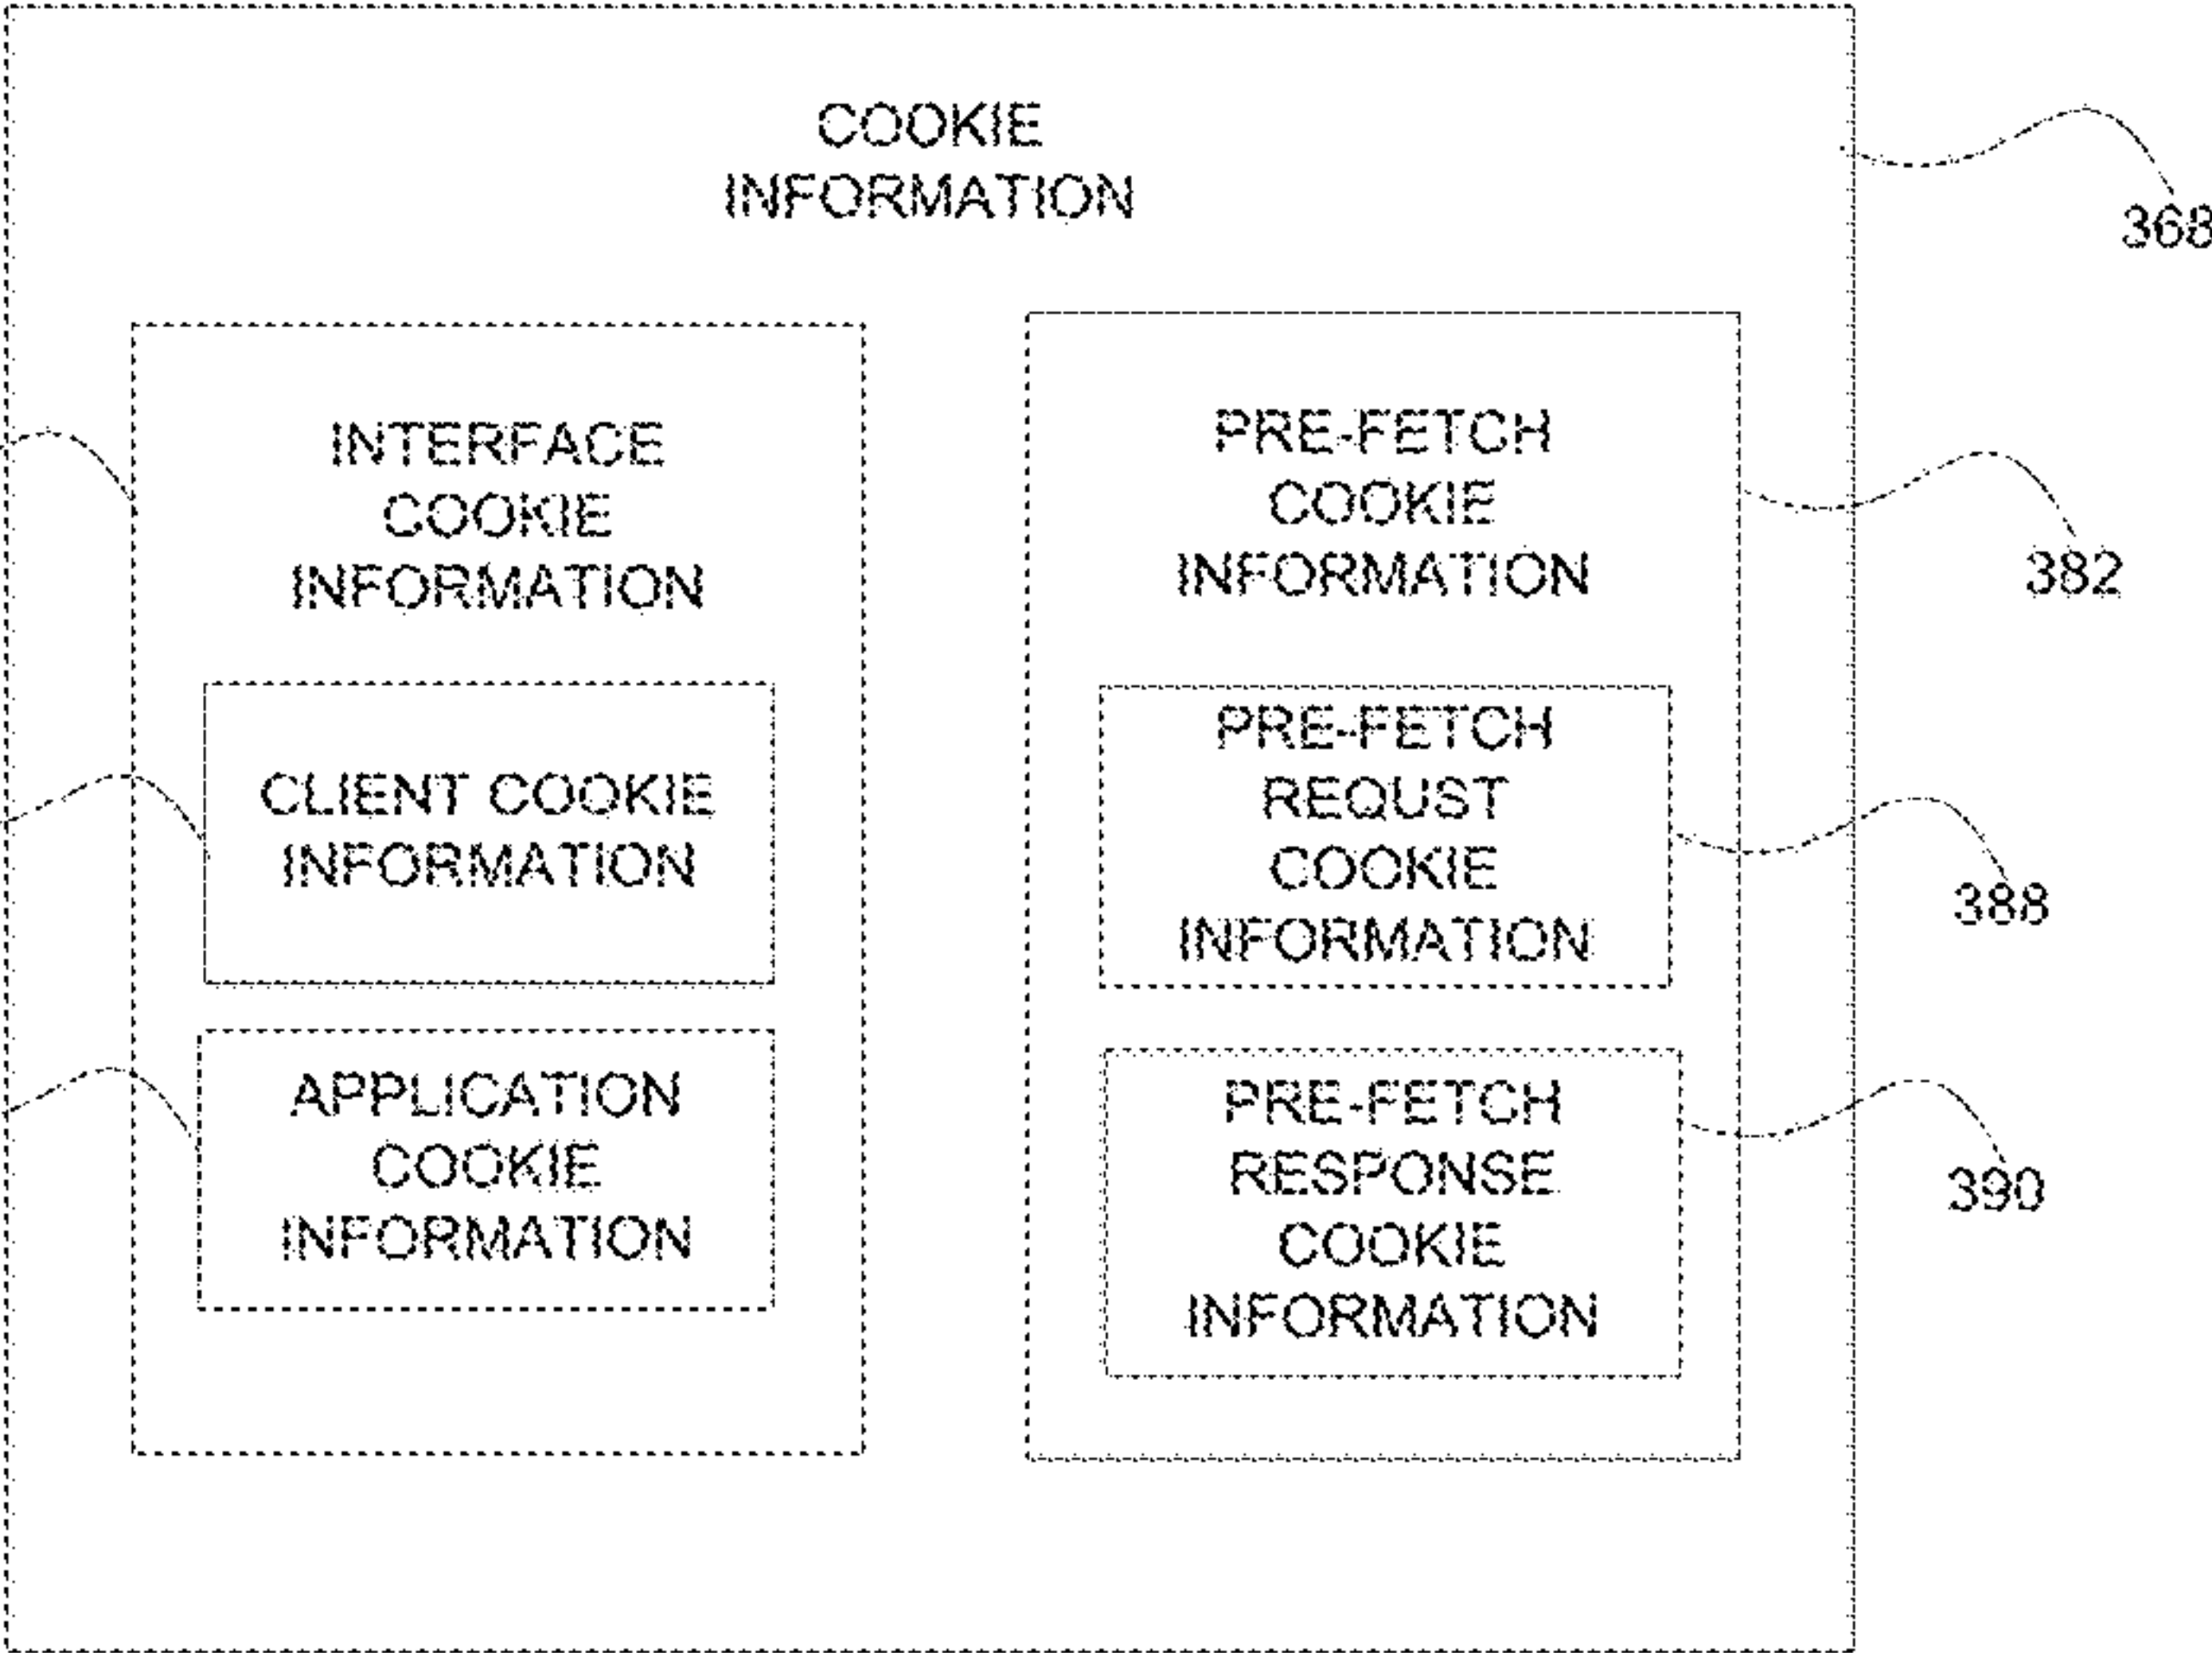 COOKIE
INFORMATION
368
INTERFACE
COOKIE
INFORMATION
CLIENT COOKIE
INFORMATION
APPLICATION
COOKIE
INFORMATION
PRE-FETCH
COOKIE
INFORMATION
382
PRE-FETCH
REQUST
COOKIE
INFORMATION
388
PRE-FETCH
RESPONSE
COOKIE
INFORMATION
390